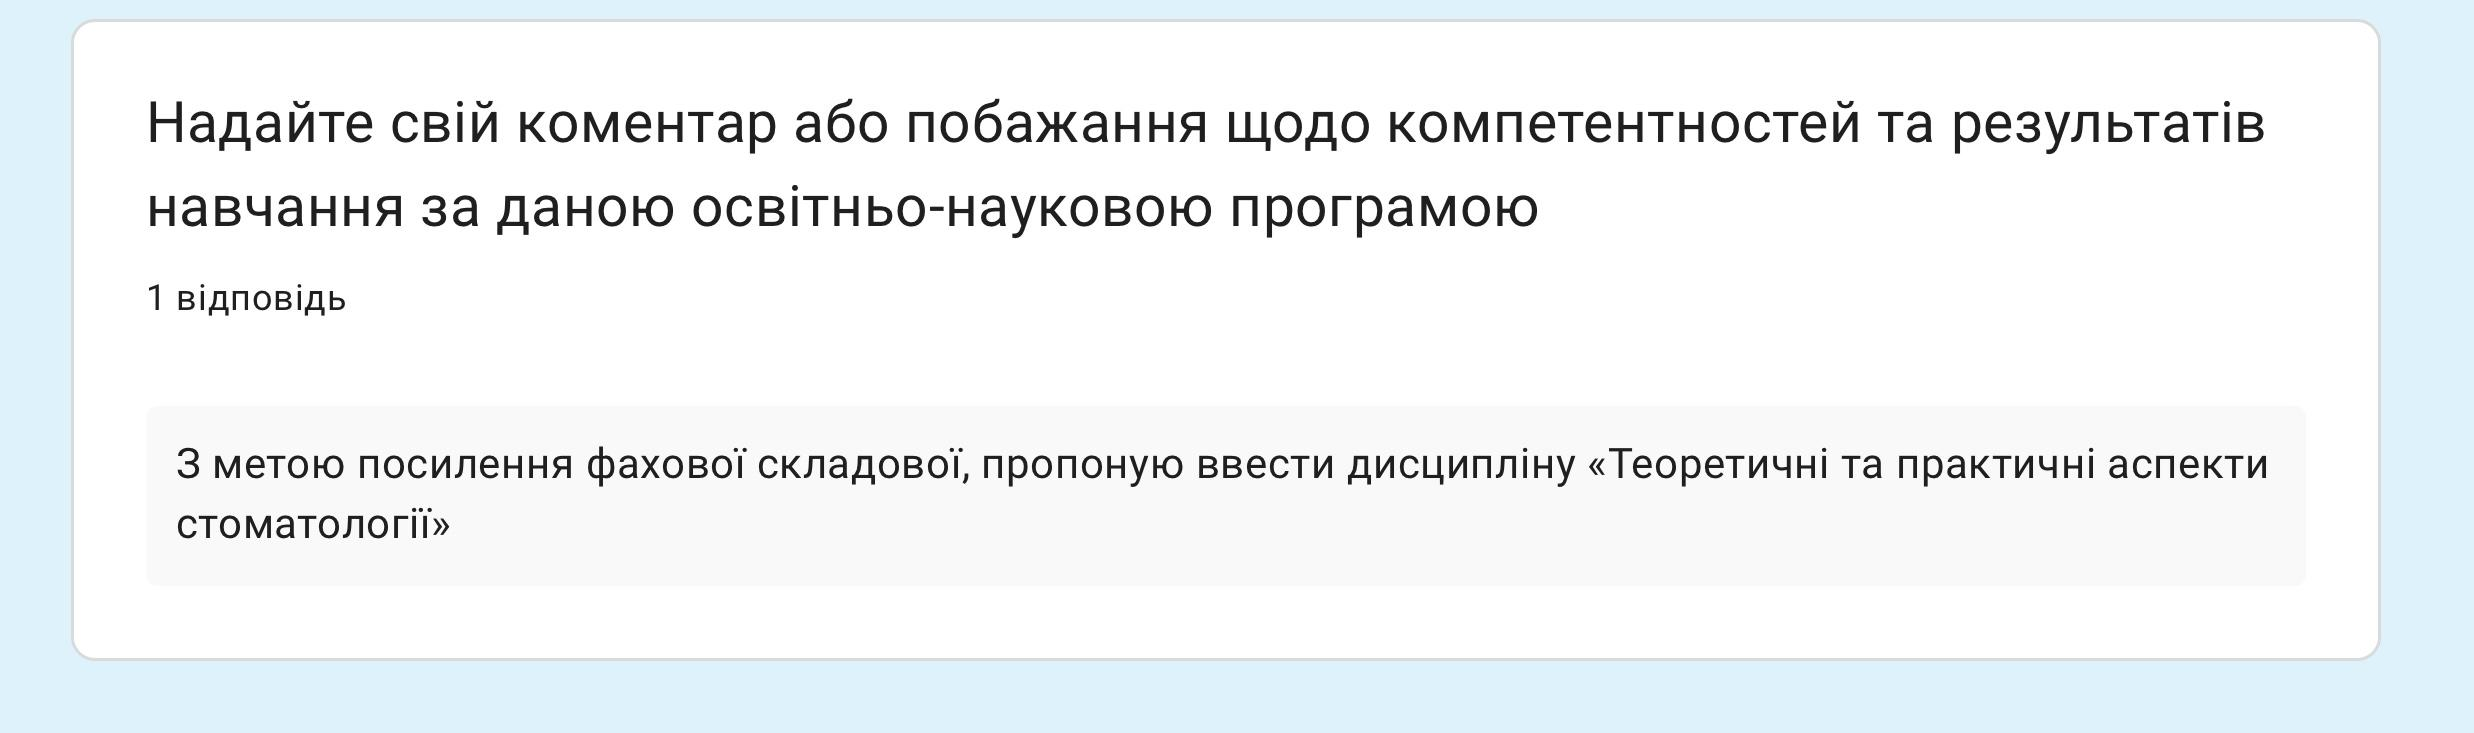 Надайте свій коментар або побажання щодо компетентностей та результатів
навчання за даною освітньо-науковою програмою
1 відповідь
З метою посилення фахової складової, пропоную ввести дисципліну «Теоретичні та практичні аспекти
стоматології»